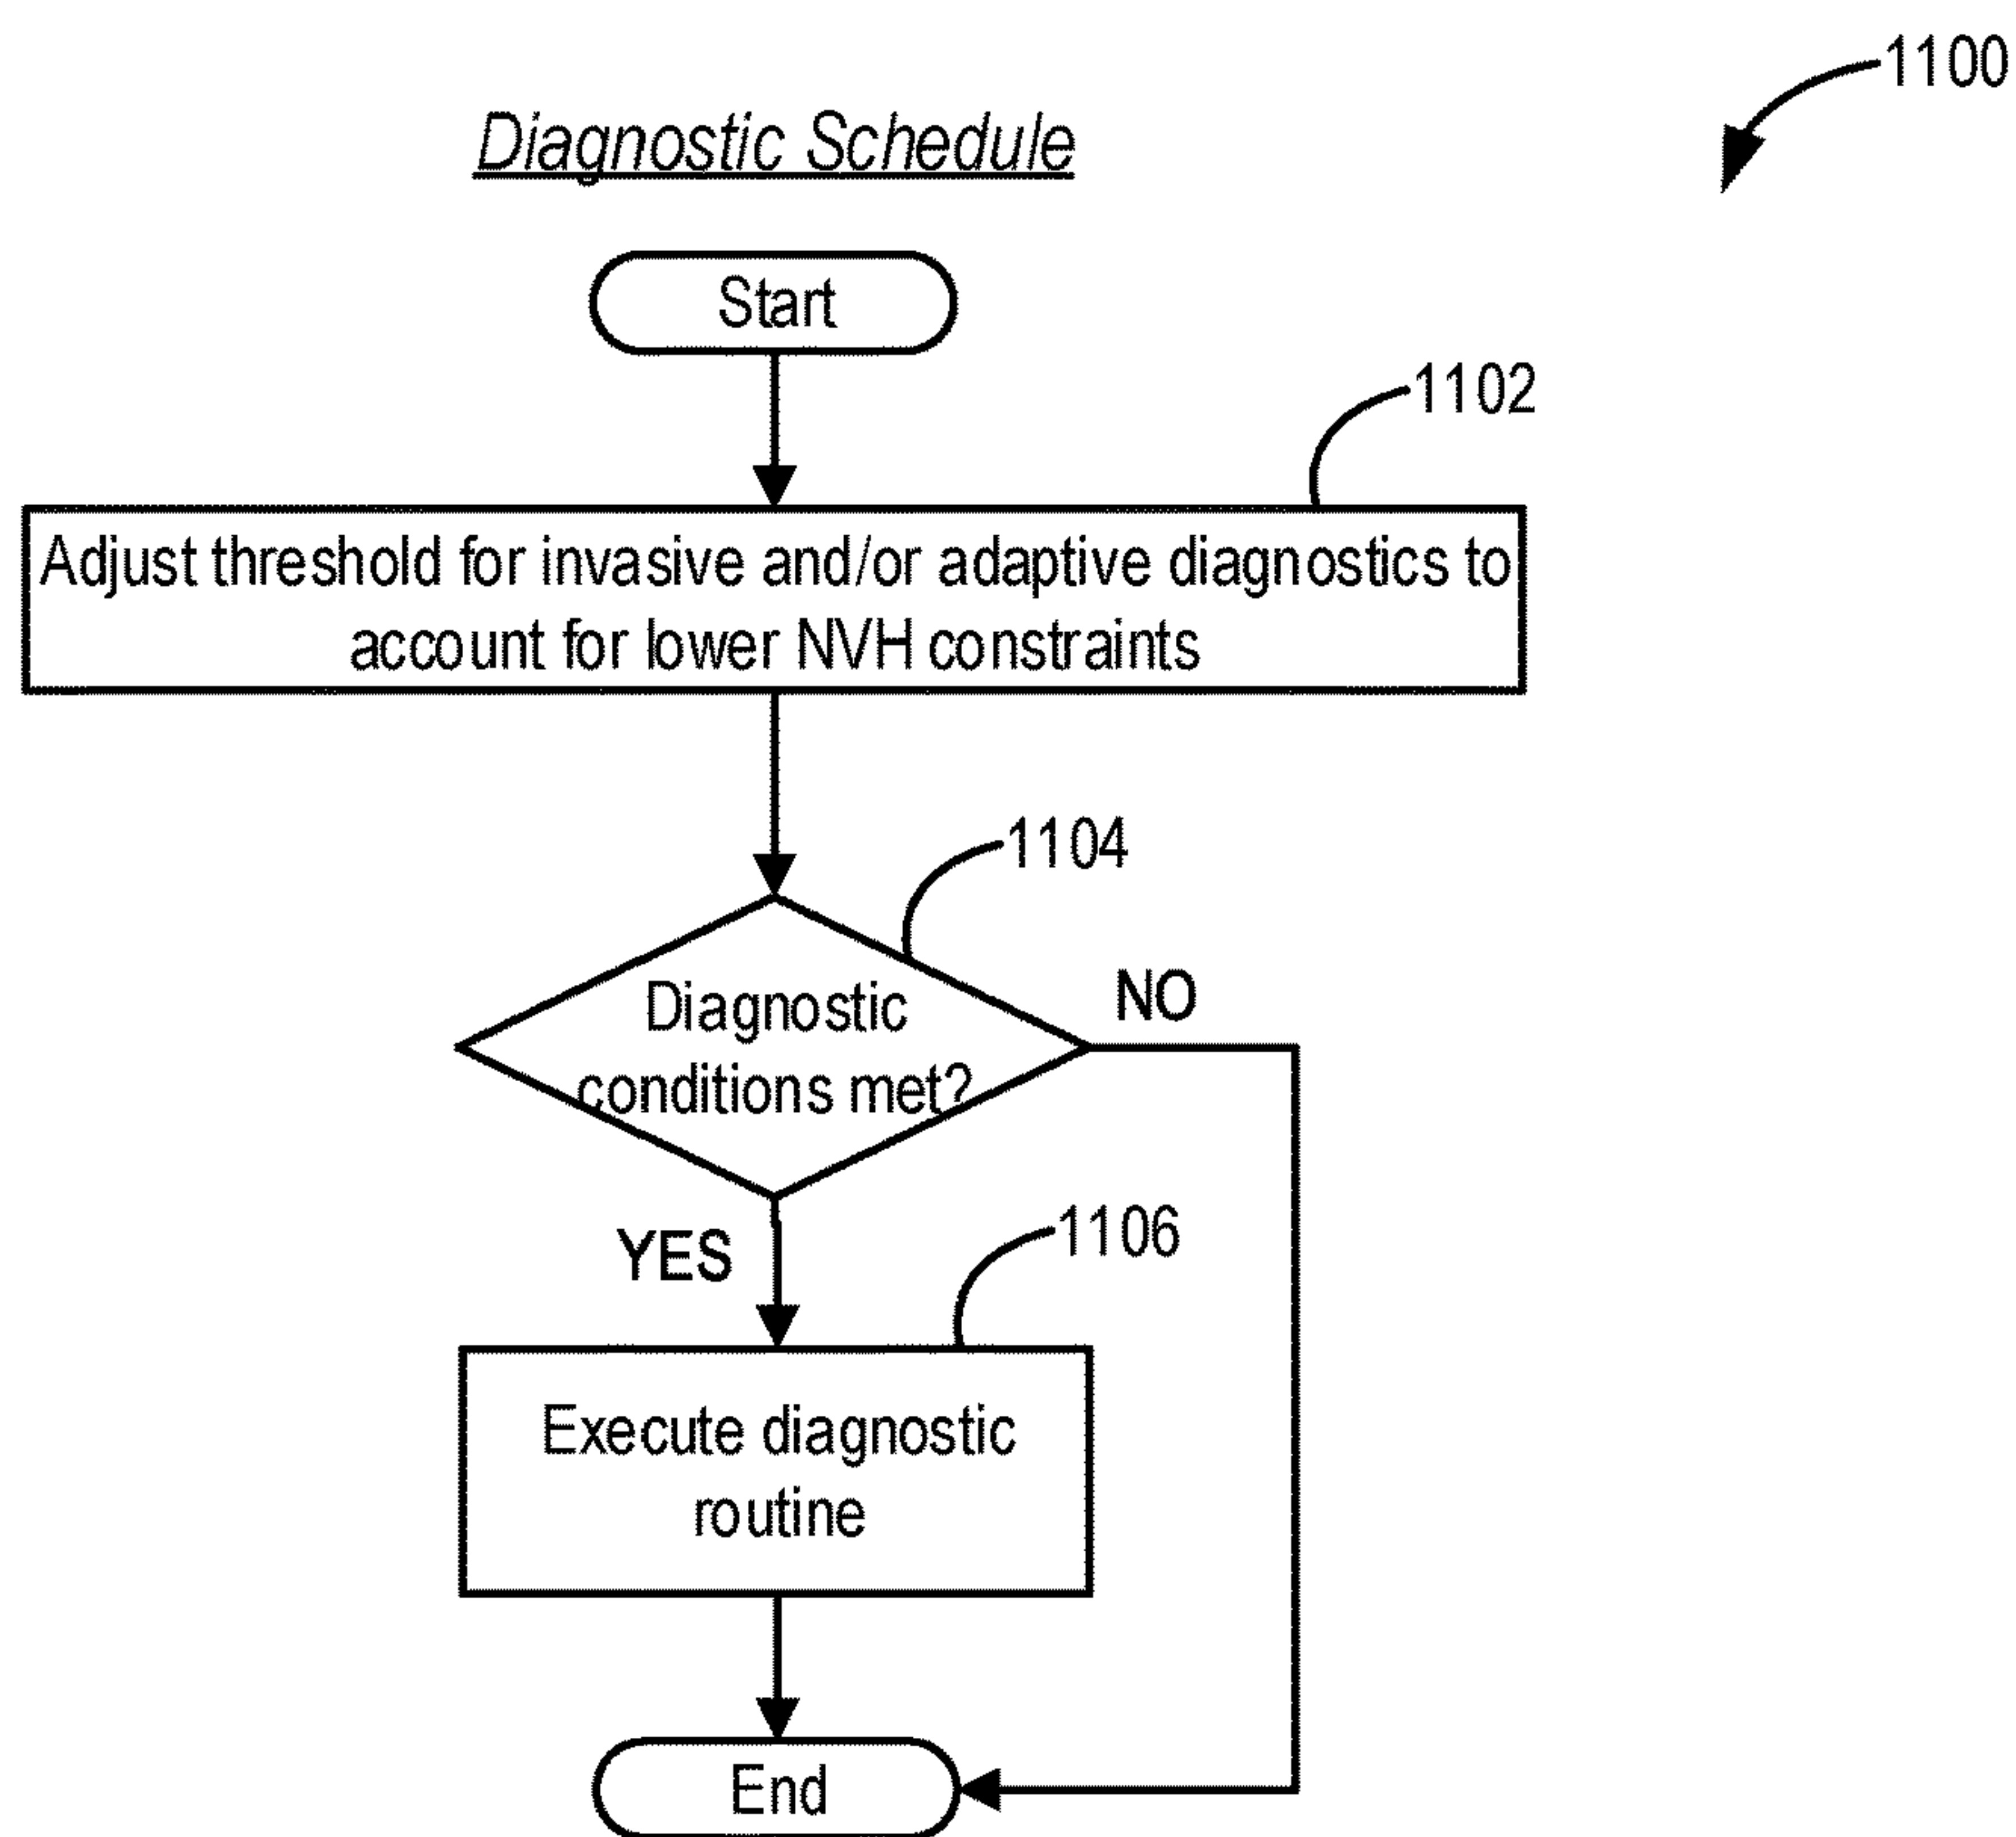 1100
Diagnostic Schedule
Start
1102
Adjust threshold for invasive and/or adaptive diagnostics to
account for lower NVH constraints
1104
Diagnostic
conditions met?
NO
YES
1106
Execute diagnostic
routine
End